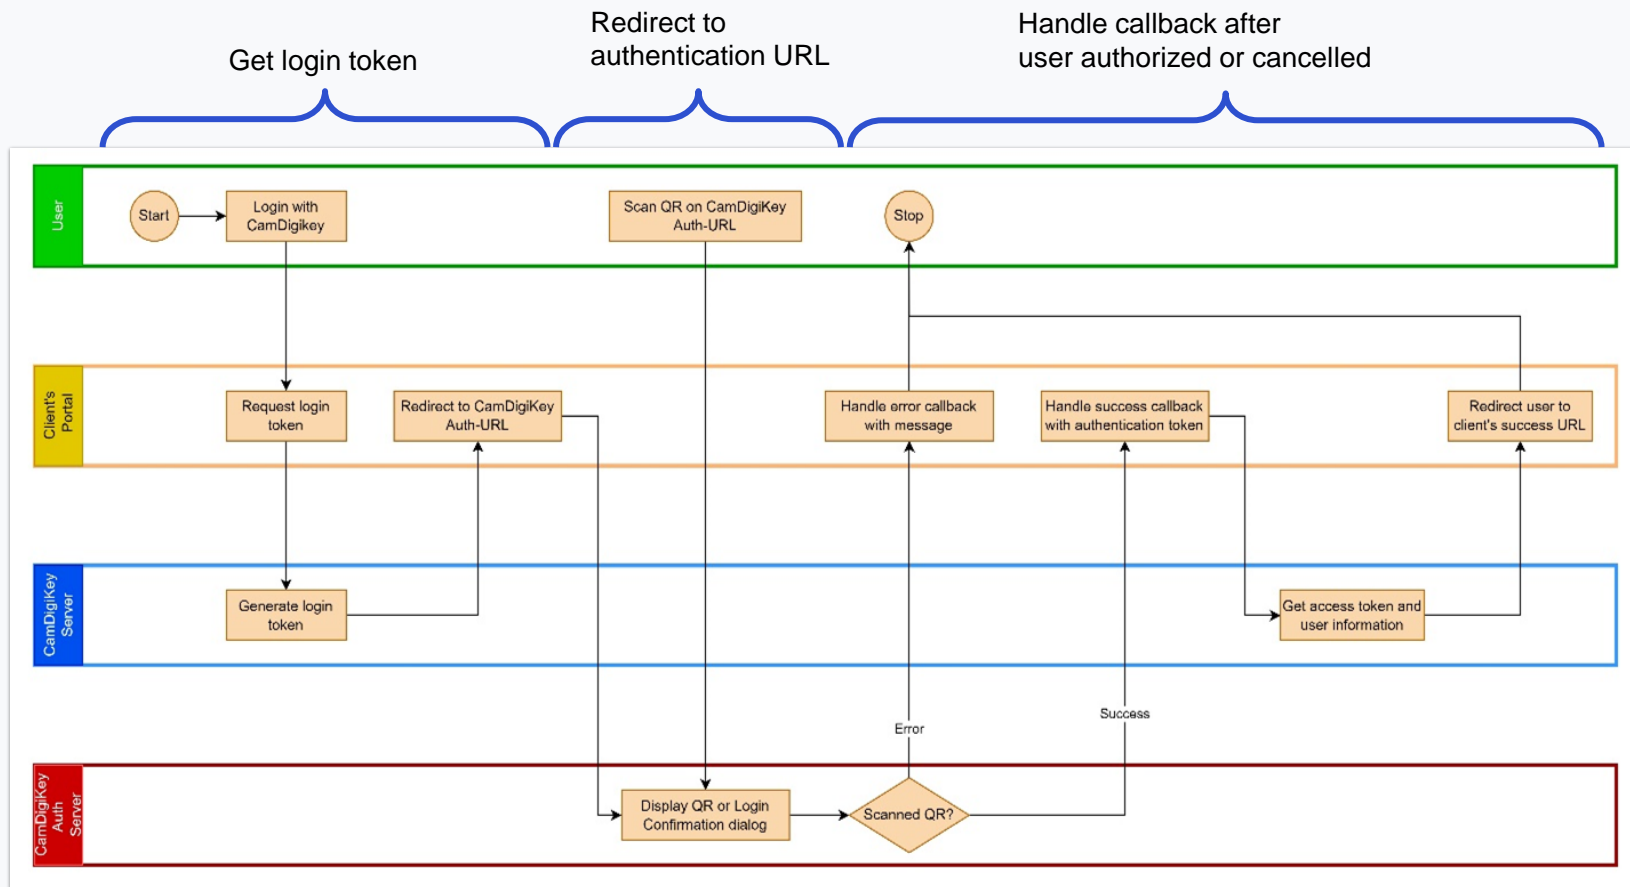 Get login token
Redirect to
authentication URL
Handle callback after
user authorized or cancelled
User
Start
Login with
CamDigikey
Scan QR on CamDigiKey
Auth-URL
Stop
Client's
Portal
Request login
token
Redirect to CamDigiKey
Auth-URL
Handle error callback
with message
Handle success callback
with authentication token
Redirect user to
client's success URL
CamDigiKey
Server
Generate login
token
Get access token and
user information
Error
Success
CamDigiKey
Auth
Server
Display QR or Login
Confirmation dialog
Scanned QR?